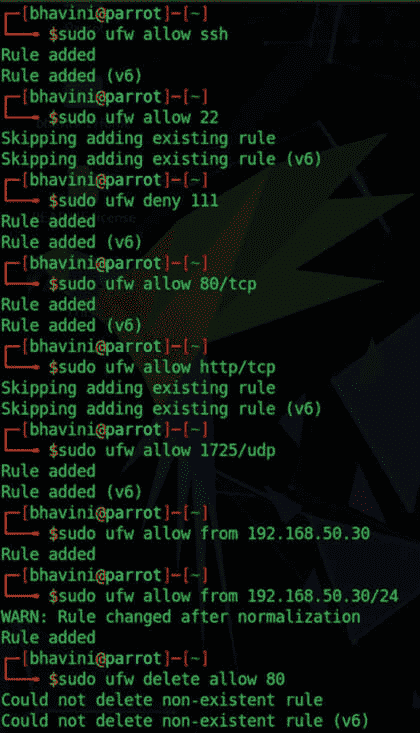 ┌─[bhavini@parrot]─[~]
└──╼ $sudo ufw allow ssh
Rule added
Rule added (v6)
┌─[bhavini@parrot]─[~]
└──╼ $sudo ufw allow 22
Skipping adding existing rule
Skipping adding existing rule (v6)
┌─[bhavini@parrot]─[~]
└──╼ $sudo ufw deny 111
Rule added
Rule added (v6)
┌─[bhavini@parrot]─[~]
└──╼ $sudo ufw allow 80/tcp
Rule added
Rule added (v6)
┌─[bhavini@parrot]─[~]
└──╼ $sudo ufw allow http/tcp
Skipping adding existing rule
Skipping adding existing rule (v6)
┌─[bhavini@parrot]─[~]
└──╼ $sudo ufw allow 1725/udp
Rule added
Rule added (v6)
┌─[bhavini@parrot]─[~]
└──╼ $sudo ufw allow from 192.168.50.30
Rule added
┌─[bhavini@parrot]─[~]
└──╼ $sudo ufw allow from 192.168.50.30/24
WARN: Rule changed after normalization
Rule added
┌─[bhavini@parrot]─[~]
└──╼ $sudo ufw delete allow 80
Could not delete non-existent rule
Could not delete non-existent rule (v6)